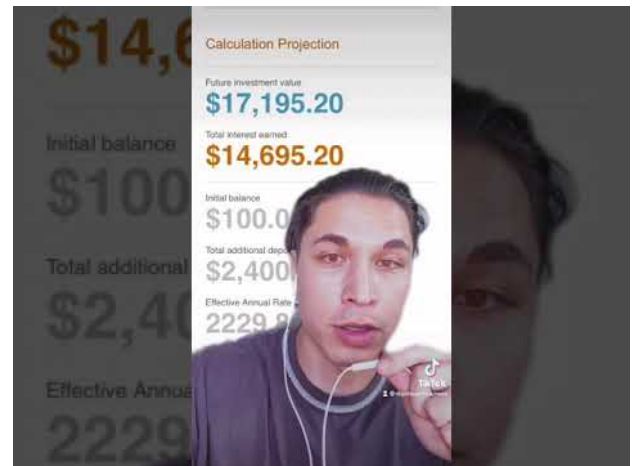 Calculation Projection
Future investment value
$17,195.20
Total interest earned
$14,695.20
Initial balance
$100.0
Total additional depo
$2,400
Effective Annual Rate
2229.8
TikTok
$14,6
Initial balance
$100
Total additional
$2,40
Effective Annua
2229